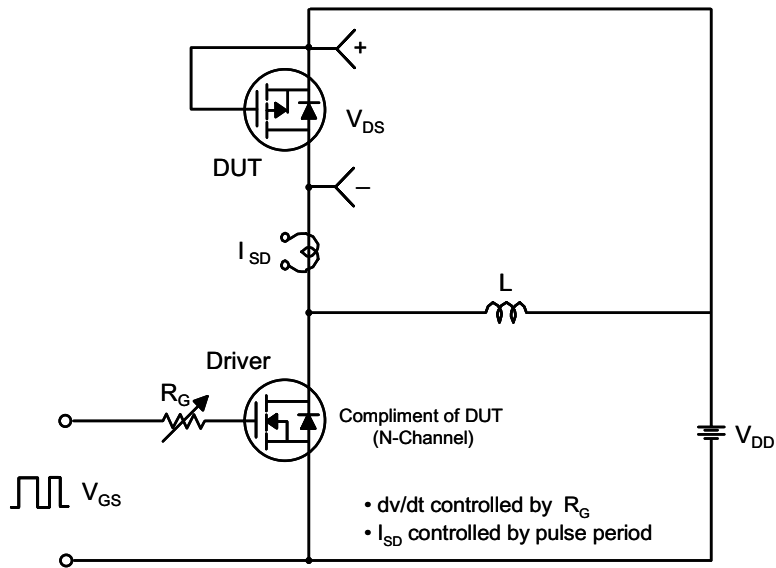 +
V_DS
DUT
–
I_SD
L
Driver
R_G
Compliment of DUT
(N-Channel)
V_DD
V_GS
• dv/dt controlled by R_G
• I_SD controlled by pulse period